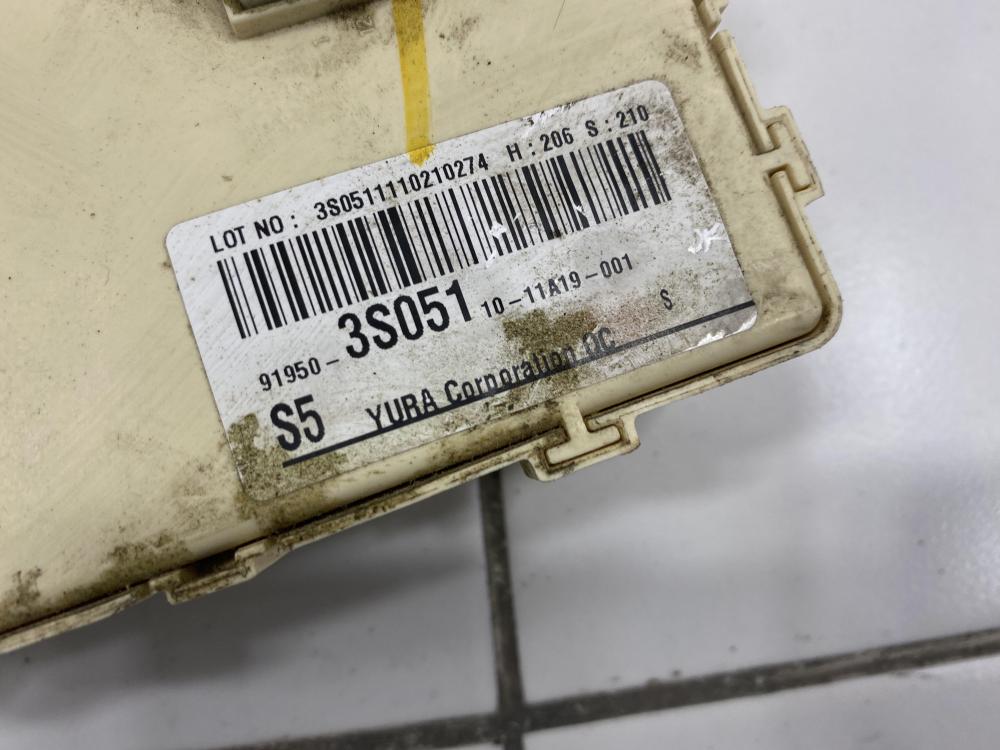 LOT NO : 3S0511110210274 H : 206 S : 210
91950 - 3S051 10-11A19-001
S5 YURA Corporation OC S